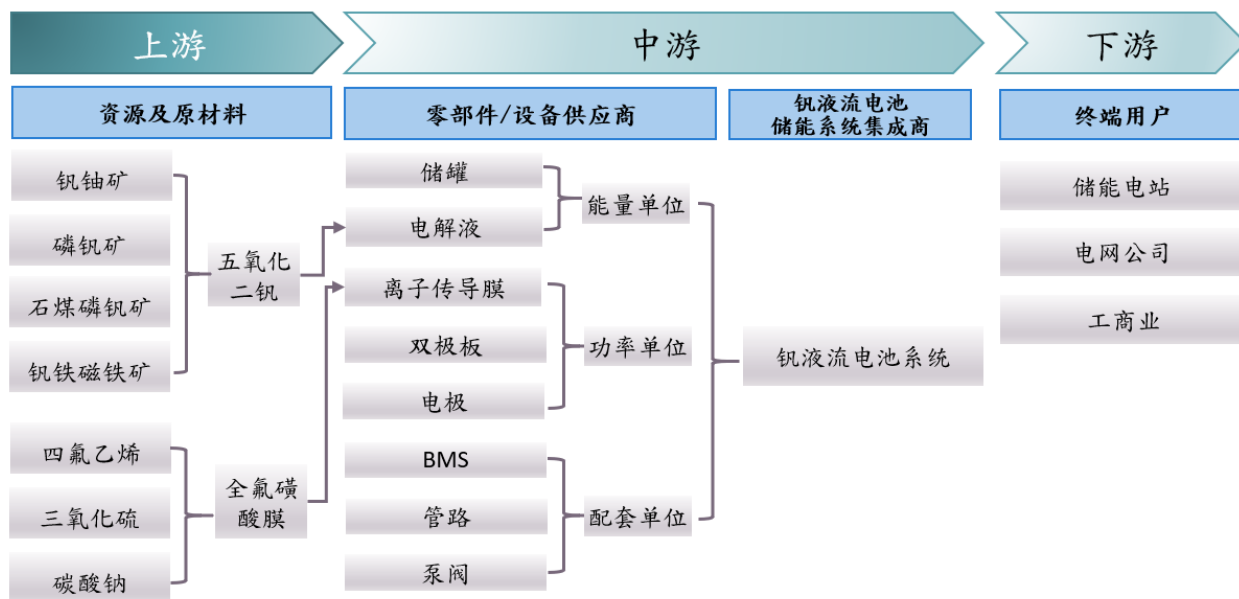 上游
中游
下游
资源及原材料
零部件/设备供应商
钒液流电池
储能系统集成商
终端用户
钒铀矿
磷钒矿
石煤磷钒矿
钒铁磁铁矿
五氧化
二钒
四氟乙烯
三氧化硫
碳酸钠
全氟磺
酸膜
储罐
电解液
离子传导膜
双极板
电极
BMS
管路
泵阀
能量单位
功率单位
配套单位
钒液流电池系统
储能电站
电网公司
工商业